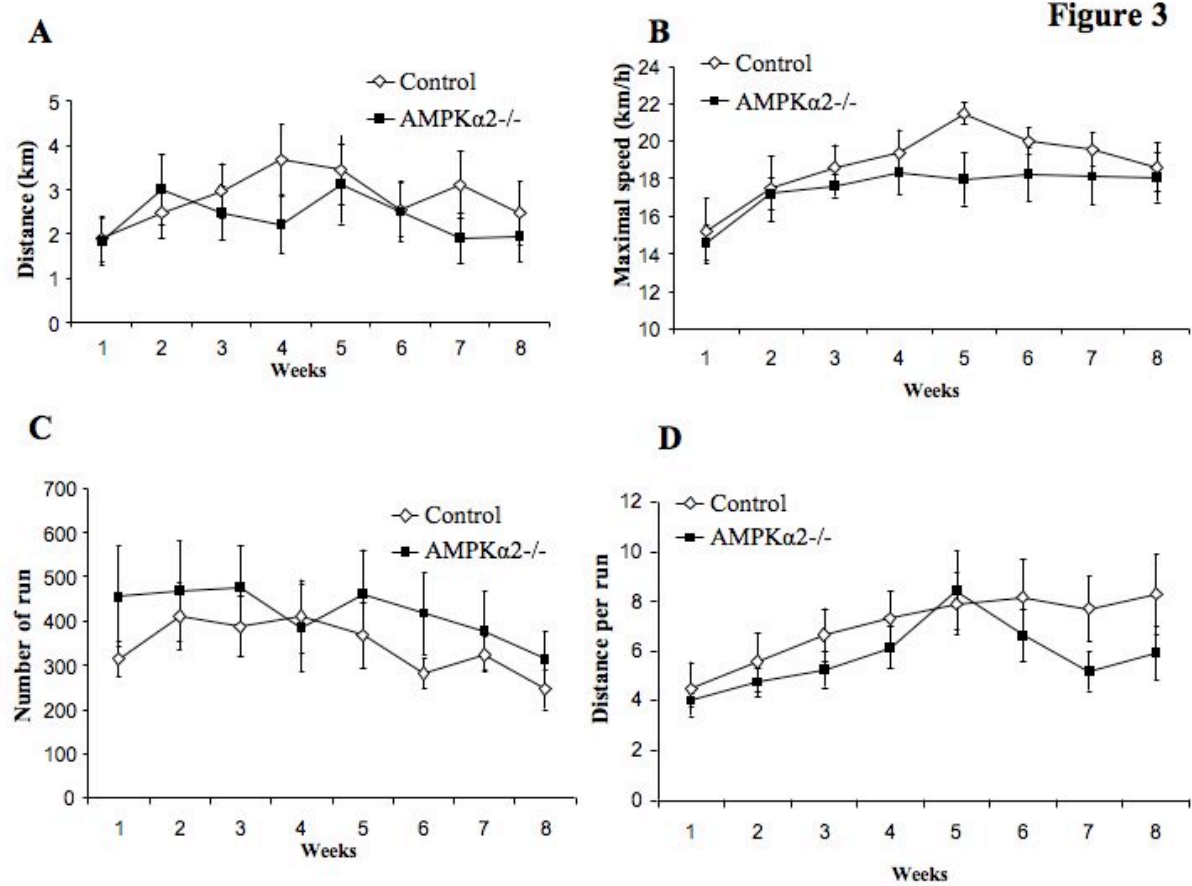 Figure 3
A
Control
AMPKα2-/-
Distance (km)
5
4
3
2
1
0
1 2 3 4 5 6 7 8
Weeks
B
Control
AMPKα2-/-
Maximal speed (km/h)
24
22
20
18
16
14
12
10
1 2 3 4 5 6 7 8
Weeks
C
Control
AMPKα2-/-
Number of run
700
600
500
400
300
200
100
0
1 2 3 4 5 6 7 8
Weeks
D
Control
AMPKα2-/-
Distance per run
12
10
8
6
4
2
0
1 2 3 4 5 6 7 8
Weeks